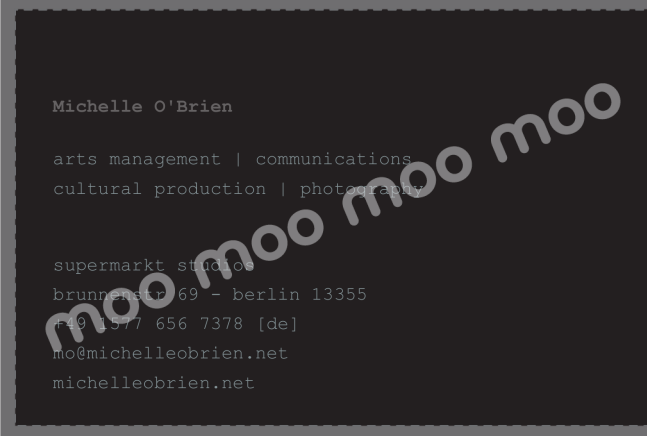 Michelle O'Brien
arts management | communications
cultural production | photography
supermarkt studios
brunnenstr 69 - berlin 13355
+49 1577 656 7378 [de]
mo@michelleobrien.net
michelleobrien.net
moo moo moo moo